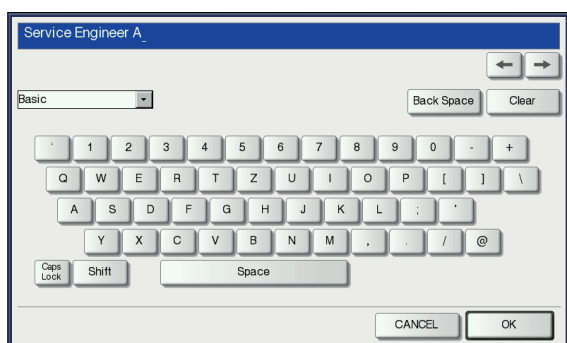 Service Engineer A_
← →
Basic Back Space Clear
` 1 2 3 4 5 6 7 8 9 0 - +
Q W E R T Z U I O P [ ] \
A S D F G H J K L ; '
Y X C V B N M , . / @
Caps Lock Shift Space
CANCEL OK